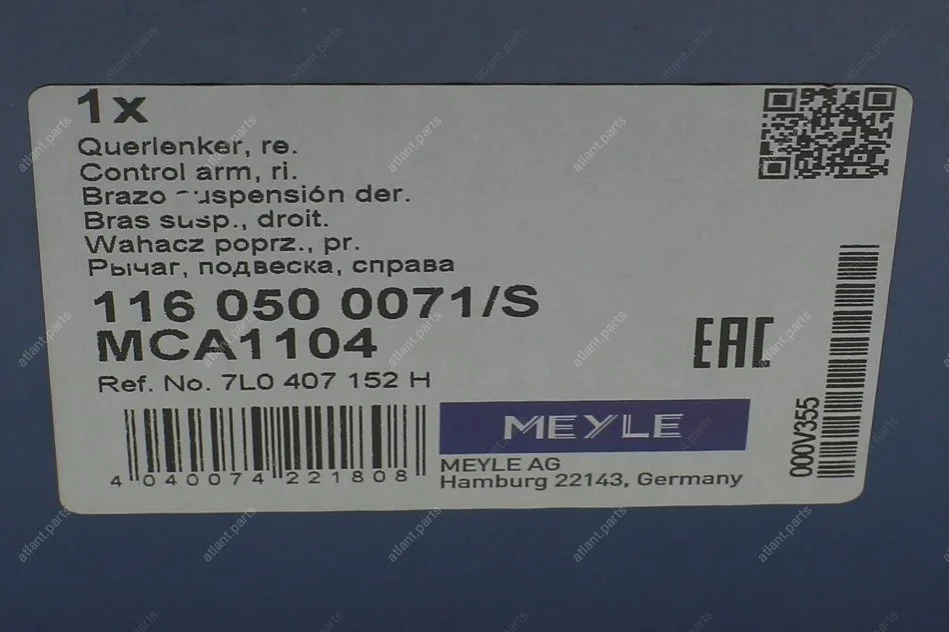 1x
Querlenker, re.
Control arm, ri.
Brazo suspensión der.
Bras susp., droit.
Wahacz poprz., pr.
Рычаг, подвеска, справа
116 050 0071/S
MCA1104
Ref. No. 7L0 407 152 H
EAC
4 040074 221808
MEYLE
MEYLE AG
Hamburg 22143, Germany
000V355
atlant.parts